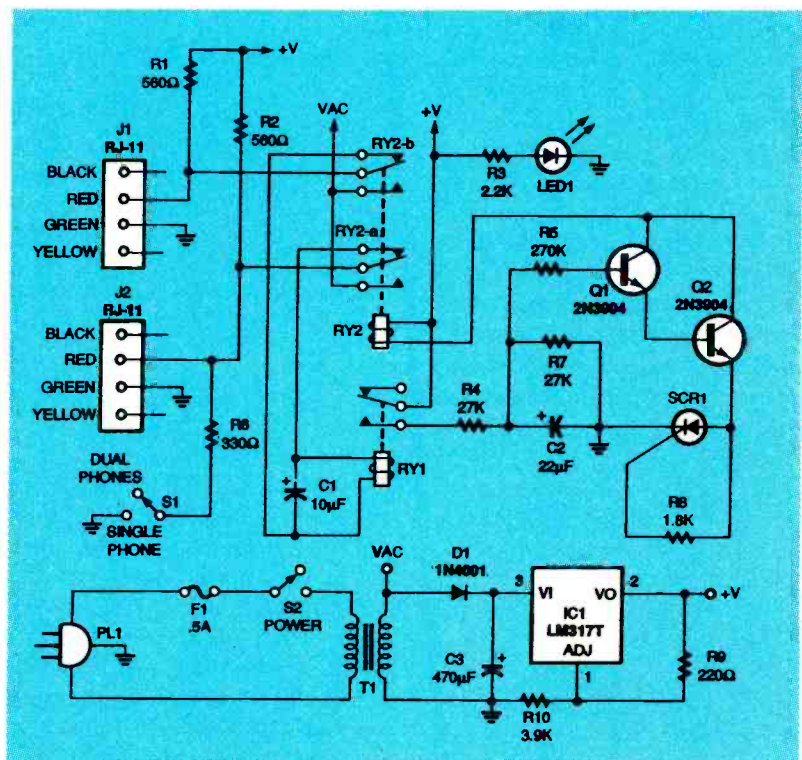 R1
560Ω
+V
R2
560Ω
J1
RJ-11
BLACK
RED
GREEN
YELLOW
J2
RJ-11
BLACK
RED
GREEN
YELLOW
R6
330Ω
DUAL
PHONES
S1
SINGLE
PHONE
VAC
RY2-b
RY2-a
+V
R3
2.2K
LED1
R5
270K
Q1
2N3904
Q2
2N3904
RY2
R7
27K
R4
27K
SCR1
+
C2
22µF
RY1
+
C1
10µF
R8
1.8K
PL1
F1
.5A
S2
POWER
T1
VAC
D1
1N4001
+
C3
470µF
3
VI
VO
2
IC1
LM317T
ADJ
1
+V
R9
220Ω
R10
3.9K